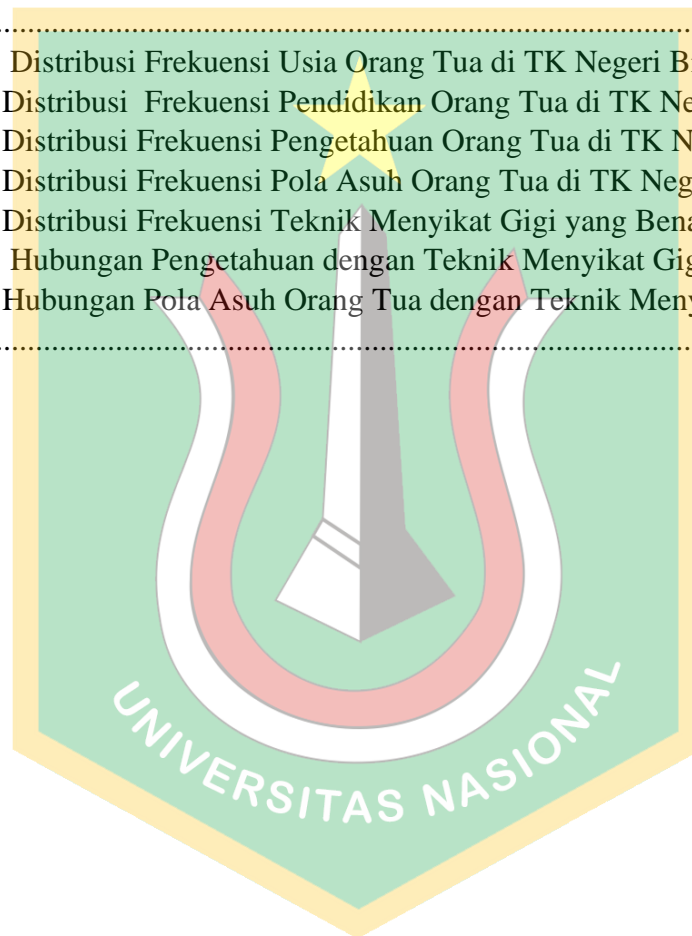 ................................................................................
Distribusi Frekuensi Usia Orang Tua di TK Negeri
Distribusi Frekuensi Pendidikan Orang Tua di TK
Distribusi Frekuensi Pengetahuan Orang Tua di TK
Distribusi Frekuensi Pola Asuh Orang Tua di TK
Distribusi Frekuensi Teknik Menyikat Gigi yang
Hubungan Pengetahuan dengan Teknik Menyikat
Hubungan Pola Asuh Orang Tua dengan Teknik
................................................................................
UNIVERSITAS NASIONAL